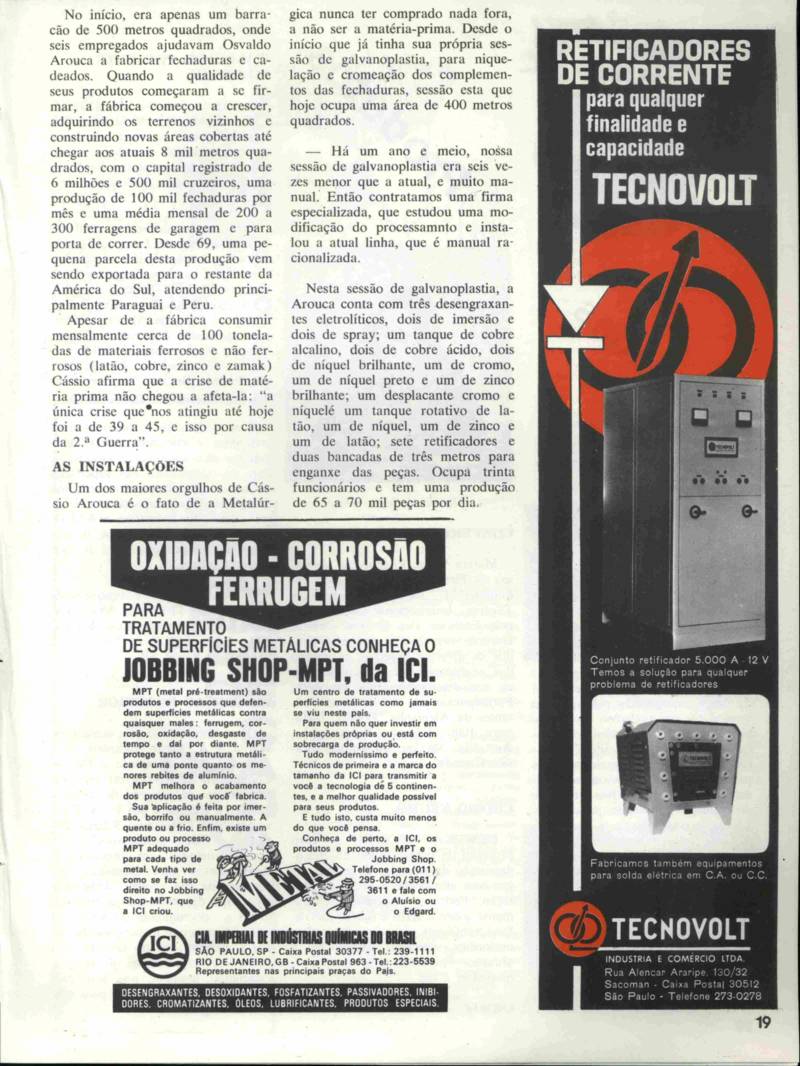 No início, era apenas um barra-
cão de 500 metros quadrados, onde
seis empregados ajudavam Osvaldo
Arouca a fabricar fechaduras e ca-
deados. Quando a qualidade de
seus produtos começaram a se fir-
mar, a fábrica começou a crescer,
adquirindo os terrenos vizinhos e
construindo novas áreas cobertas até
chegar aos atuais 8 mil metros qua-
drados, com o capital registrado de
6 milhões e 500 mil cruzeiros, uma
produção de 100 mil fechaduras por
mês e uma média mensal de 200 a
300 ferragens de garagem e para
porta de correr. Desde 69, uma pe-
quena parcela desta produção vem
sendo exportada para o restante da
América do Sul, atendendo princi-
palmente Paraguai e Peru.
Apesar de a fábrica consumir
mensalmente cerca de 100 tonela-
das de materiais ferrosos e não fer-
rosos (latão, cobre, zinco e zamak)
Cássio afirma que a crise de maté-
ria prima não chegou a afeta-la: “a
única crise que nos atingiu até hoje
foi a de 39 a 45, e isso por causa
da 2.ª Guerra”.
AS INSTALAÇÕES
Um dos maiores orgulhos de Cás-
sio Arouca é o fato de a Metalúr-
gica nunca ter comprado nada fora,
a não ser a matéria-prima. Desde o
início que já tinha sua própria ses-
são de galvanoplastia, para nique-
lação e cromeação dos complemen-
tos das fechaduras, sessão esta que
hoje ocupa uma área de 400 metros
quadrados.
— Há um ano e meio, nossa
sessão de galvanoplastia era seis ve-
zes menor que a atual, e muito ma-
nual. Então contratamos uma firma
especializada, que estudou uma mo-
dificação do processamnto e insta-
lou a atual linha, que é manual ra-
cionalizada.
Nesta sessão de galvanoplastia, a
Arouca conta com três desengraxan-
tes eletrolíticos, dois de imersão e
dois de spray; um tanque de cobre
alcalino, dois de cobre ácido, dois
de níquel brilhante, um de cromo,
um de níquel preto e um de zinco
brilhante; um desplacante cromo e
níquelé um tanque rotativo de la-
tão, um de níquel, um de zinco e
um de latão; sete retificadores e
duas bancadas de três metros para
enganxe das peças. Ocupa trinta
funcionários e tem uma produção
de 65 a 70 mil peças por dia.
OXIDAÇÃO - CORROSÃO
FERRUGEM
PARA
TRATAMENTO
DE SUPERFÍCIES METÁLICAS CONHEÇA O
JOBBING SHOP-MPT, da ICI.
MPT (metal pré-treatment) são
produtos e processos que defen-
dem superfícies metálicas contra
quaisquer males: ferrugem, cor-
rosão, oxidação, desgaste de
tempo e daí por diante. MPT
protege tanto a estrutura metáli-
ca de uma ponte quanto os me-
nores rebites de alumínio.
MPT melhora o acabamento
dos produtos que você fabrica.
Sua aplicação é feita por imer-
são, borrifo ou manualmente. A
quente ou a frio. Enfim, existe um
produto ou processo
MPT adequado
para cada tipo de
metal. Venha ver
como se faz isso
direito no Jobbing
Shop-MPT, que
a ICI criou.
Um centro de tratamento de su-
perfícies metálicas como jamais
se viu neste país.
Para quem não quer investir em
instalações próprias ou está com
sobrecarga de produção.
Tudo moderníssimo e perfeito.
Técnicos de primeira e a marca do
tamanho da ICI para transmitir a
você a tecnologia de 5 continen-
tes, e a melhor qualidade possível
para seus produtos.
E tudo isto, custa muito menos
do que você pensa.
Conheça de perto, a ICI, os
produtos e processos MPT e o
Jobbing Shop.
Telefone para (011)
295-0520/3561/
3611 e fale com
o Aluísio ou
o Edgard.
METAL
ICI
CIA. IMPERIAL DE INDÚSTRIAS QUÍMICAS DO BRASIL
SÃO PAULO, SP - Caixa Postal 30377 - Tel.: 239-1111
RIO DE JANEIRO, GB - Caixa Postal 963 - Tel.: 223-5539
Representantes nas principais praças do País.
DESENGRAXANTES, DESOXIDANTES, FOSFATIZANTES, PASSIVADORES, INIBI-
DORES, CROMATIZANTES, ÓLEOS, LUBRIFICANTES, PRODUTOS ESPECIAIS.
RETIFICADORES
DE CORRENTE
para qualquer
finalidade e
capacidade
TECNOVOLT
TECNOVOLT
Conjunto retificador 5.000 A - 12 V
Temos a solução para qualquer
problema de retificadores
TECNOVOLT
Fabricamos também equipamentos
para solda elétrica em C.A. ou C.C.
TECNOVOLT
INDUSTRIA E COMÉRCIO LTDA.
Rua Alencar Araripe, 130/32
Sacoman - Caixa Postal 30512
São Paulo - Telefone 273-0278
19